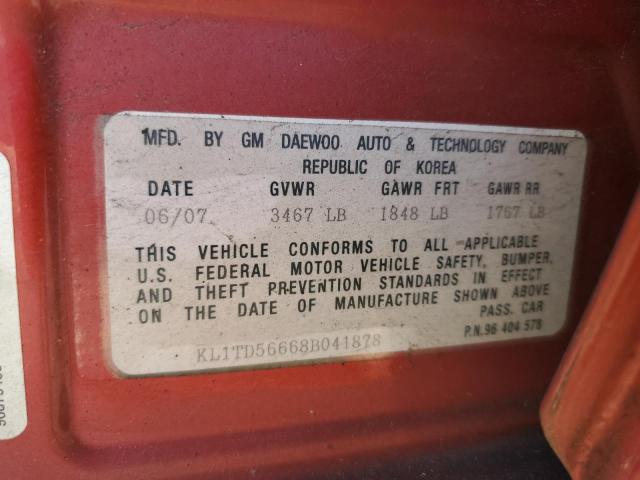 MFD. BY GM DAEWOO AUTO & TECHNOLOGY COMPANY
REPUBLIC OF KOREA
DATE GVWR GAWR FRT GAWR RR
06/07 3467 LB 1848 LB 1767 LB
THIS VEHICLE CONFORMS TO ALL APPLICABLE
U.S. FEDERAL MOTOR VEHICLE SAFETY, BUMPER,
AND THEFT PREVENTION STANDARDS IN EFFECT
ON THE DATE OF MANUFACTURE SHOWN ABOVE
PASS. CAR
P.N. 96 404 578
KL1TD56668B041878